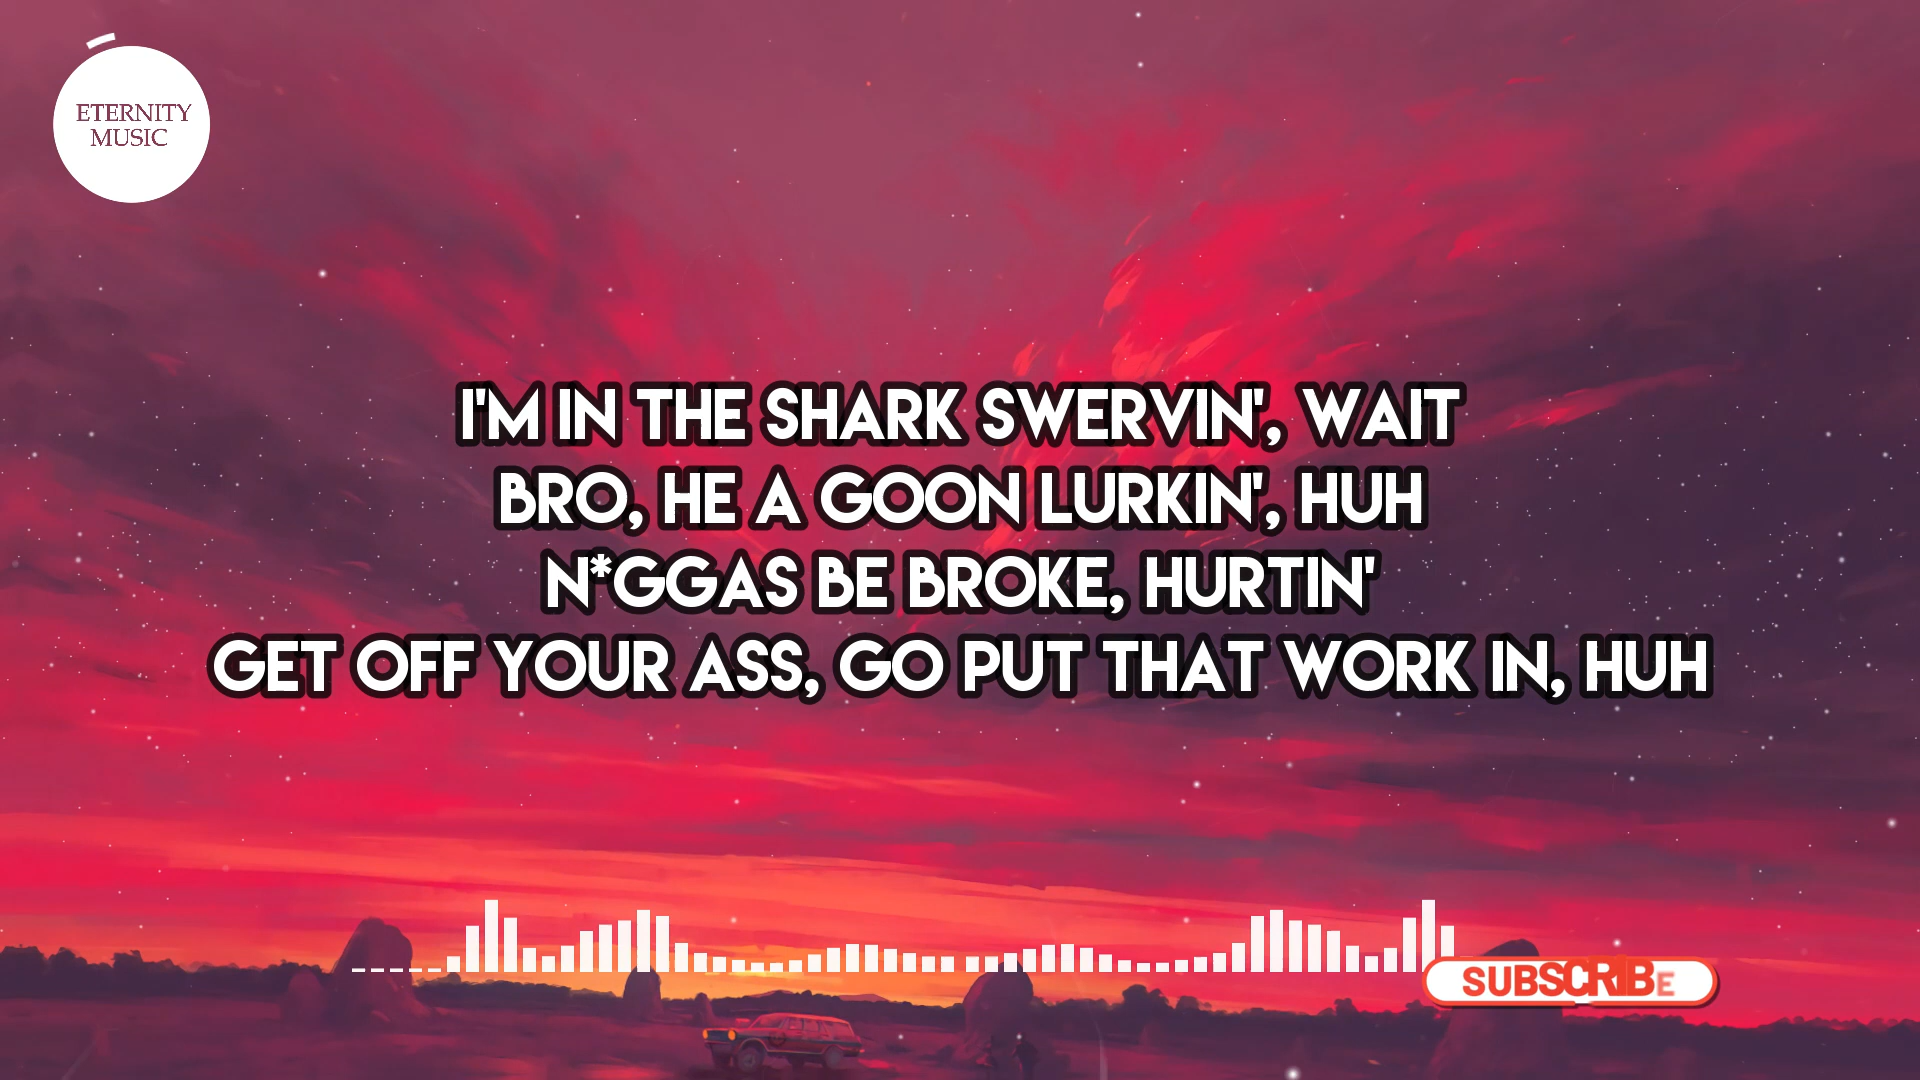 ETERNITY
MUSIC
I'M IN THE SHARK SWERVIN', WAIT
BRO, HE A GOON LURKIN', HUH
N*GGAS BE BROKE, HURTIN'
GET OFF YOUR ASS, GO PUT THAT WORK IN, HUH
SUBSCRIBE